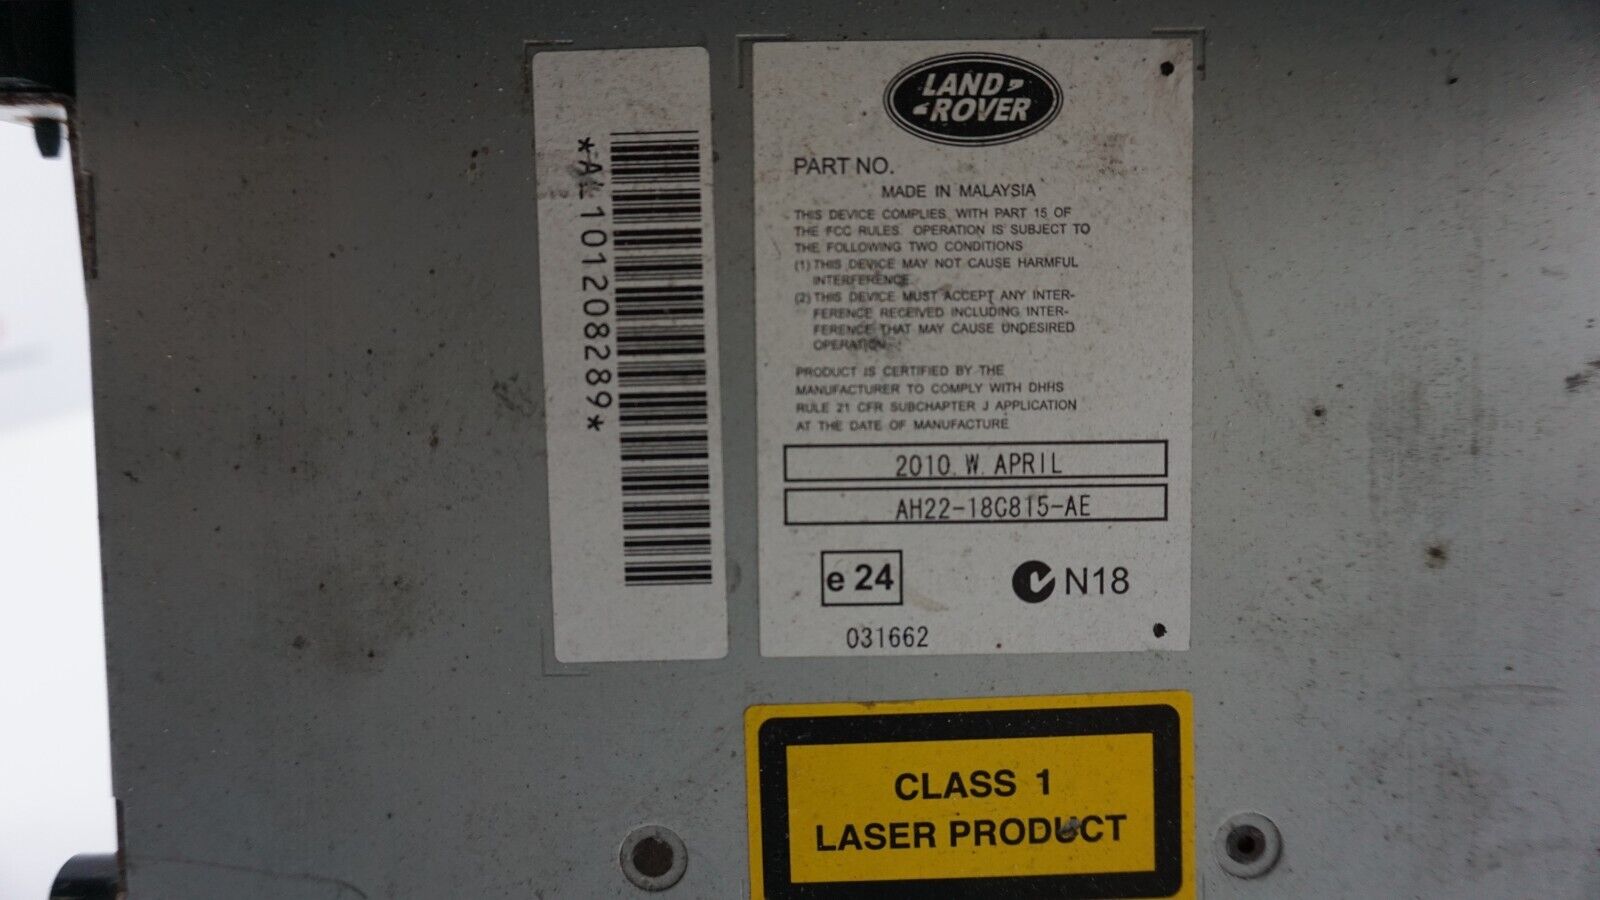 *AL101208289*
LAND
ROVER
PART NO.
MADE IN MALAYSIA
THIS DEVICE COMPLIES WITH PART 15 OF
THE FCC RULES. OPERATION IS SUBJECT TO
THE FOLLOWING TWO CONDITIONS
(1) THIS DEVICE MAY NOT CAUSE HARMFUL
INTERFERENCE
(2) THIS DEVICE MUST ACCEPT ANY INTER-
FERENCE RECEIVED INCLUDING INTER-
FERENCE THAT MAY CAUSE UNDESIRED
OPERATION
PRODUCT IS CERTIFIED BY THE
MANUFACTURER TO COMPLY WITH DHHS
RULE 21 CFR SUBCHAPTER J APPLICATION
AT THE DATE OF MANUFACTURE
2010. W. APRIL
AH22-18C815-AE
e 24
N18
031662
CLASS 1
LASER PRODUCT